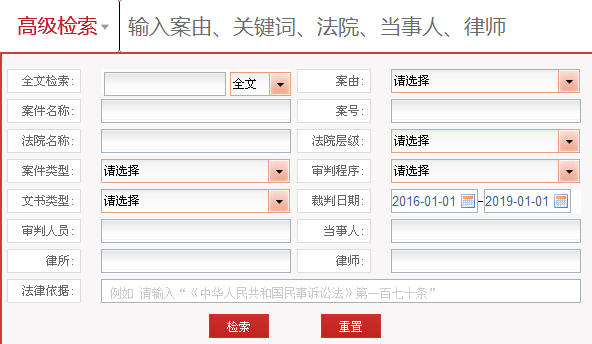 高级检索 输入案由、关键词、法院、当事人、律师
全文检索: 全文 案由: 请选择
案件名称: 案号:
法院名称: 法院层级: 请选择
案件类型: 请选择 审判程序: 请选择
文书类型: 请选择 裁判日期: 2016-01-01 - 2019-01-01
审判人员: 当事人:
律所: 律师:
法律依据: 例如 请输入“《中华人民共和国民事诉讼法》第一百七十条”
检索 重置